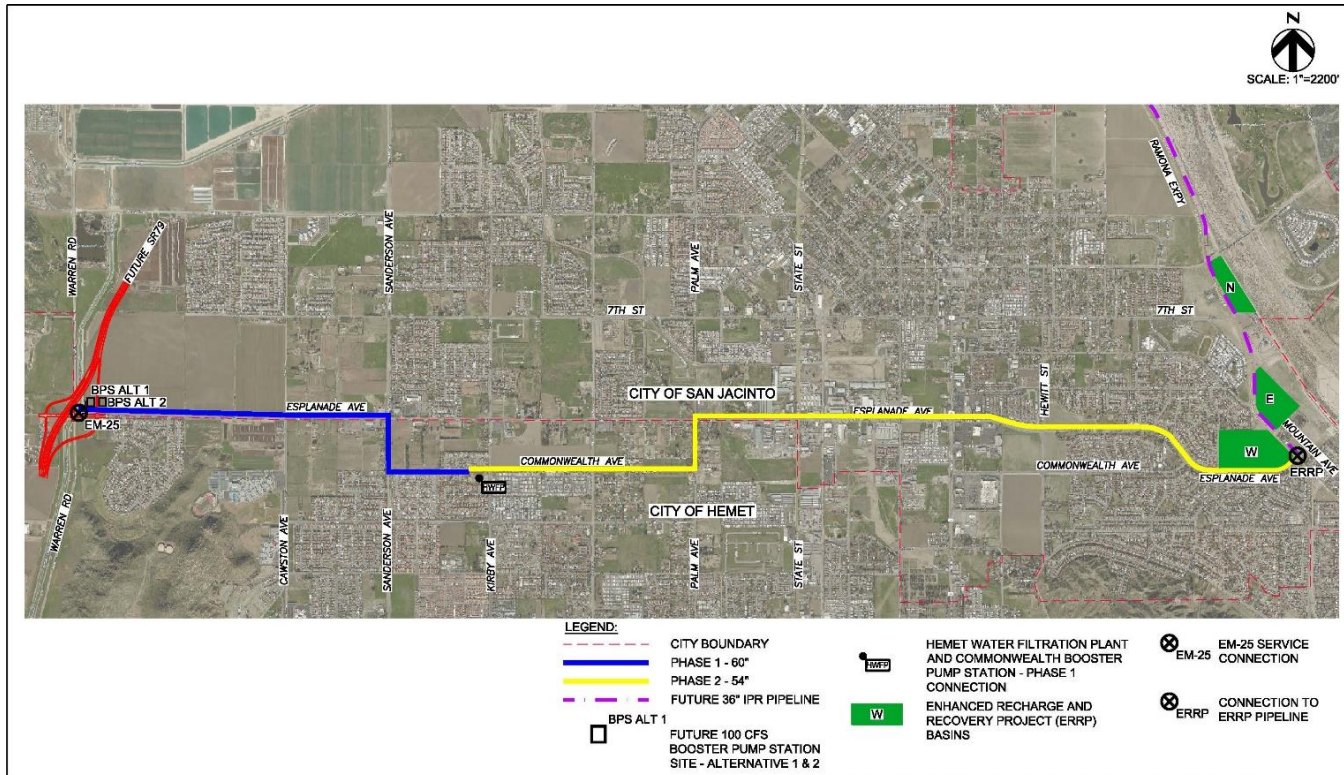 N
SCALE: 1"=2200'
RAMONA EXPY
WARREN RD
FUTURE SR79
SANDERSON AVE
PALM AVE
STATE ST
N
7TH ST
7TH ST
BPS ALT 1
BPS ALT 2
EM-25
ESPLANADE AVE
CITY OF SAN JACINTO
ESPLANADE AVE
HEWITT ST
E
MOUNTAIN AVE
W
ERRP
COMMONWEALTH AVE
COMMONWEALTH AVE
ESPLANADE AVE
HWFP
CITY OF HEMET
WARREN RD
CAWSTON AVE
SANDERSON AVE
KIRBY AVE
PALM AVE
STATE ST
LEGEND:
CITY BOUNDARY
PHASE 1 - 60"
PHASE 2 - 54"
FUTURE 36" IPR PIPELINE
BPS ALT 1
FUTURE 100 CFS
BOOSTER PUMP STATION
SITE - ALTERNATIVE 1 & 2
HWFP
HEMET WATER FILTRATION PLANT
AND COMMONWEALTH BOOSTER
PUMP STATION - PHASE 1
CONNECTION
W
ENHANCED RECHARGE AND
RECOVERY PROJECT (ERRP)
BASINS
EM-25
EM-25 SERVICE
CONNECTION
ERRP
CONNECTION TO
ERRP PIPELINE